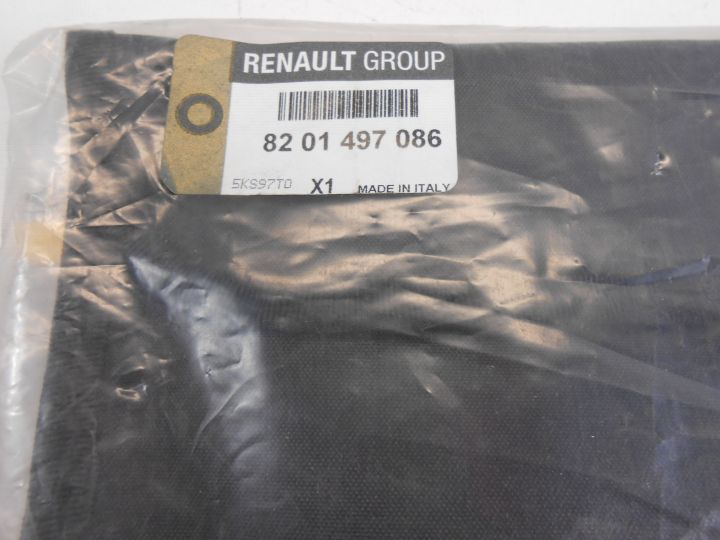 RENAULT GROUP
82 01 497 086
5KS97T0 X1 MADE IN ITALY